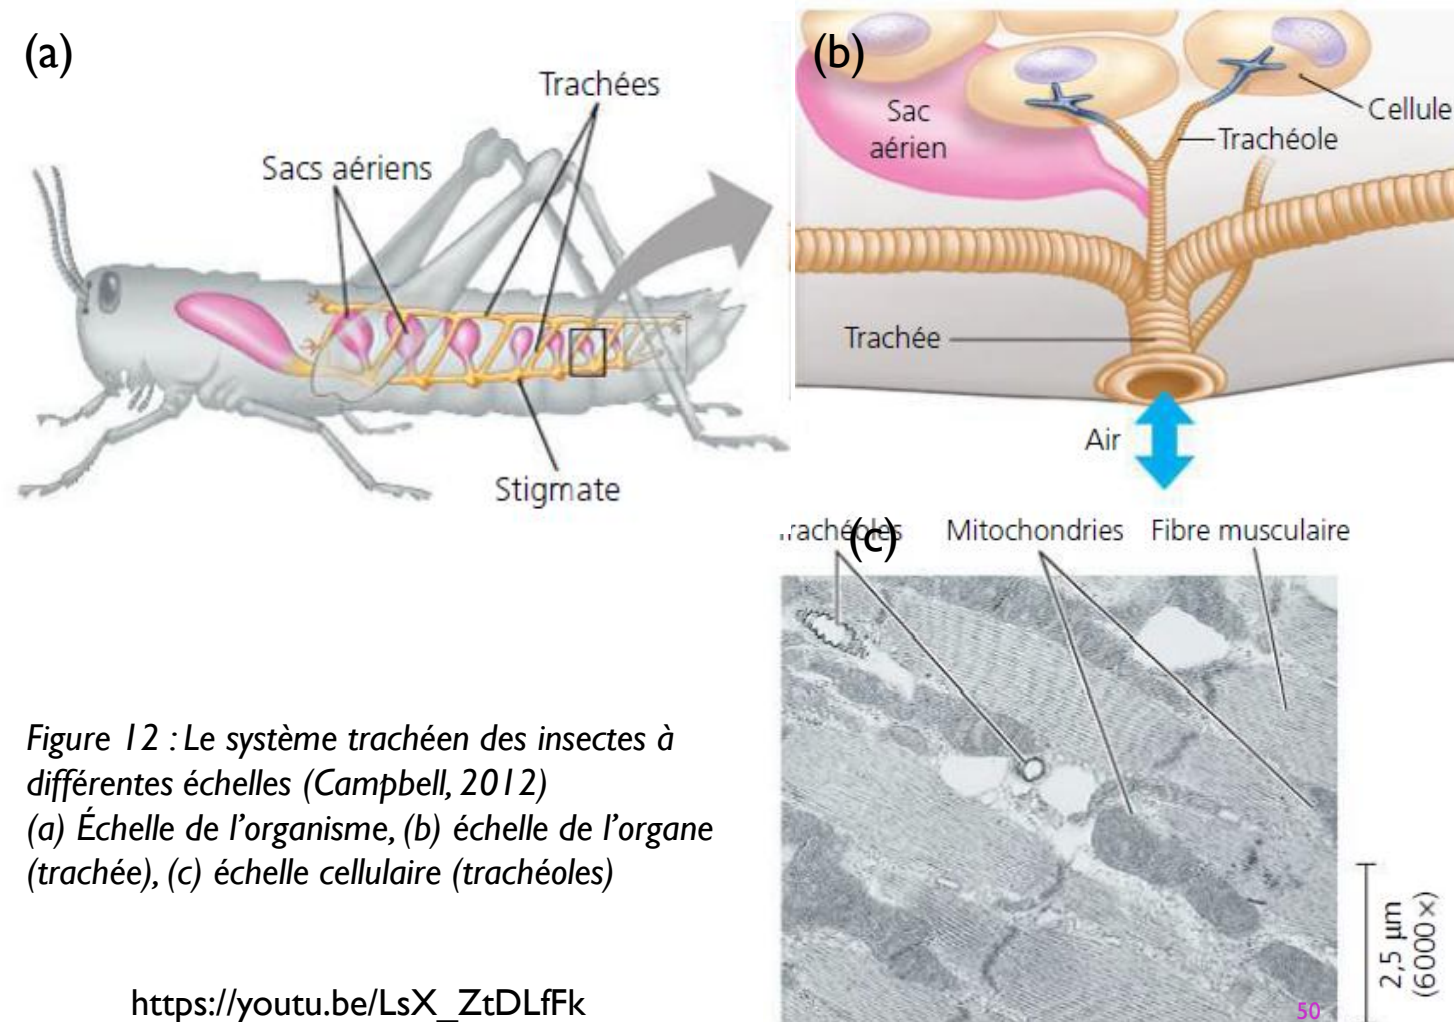 (a)
Trachées
Sacs aériens
Stigmate
(b)
Sac
aérien
Cellule
Trachéole
Trachée
Air
(c)
Mitochondries
Fibre musculaire
2,5 µm
(6000 ×)
Figure 12 : Le système trachéen des insectes à
différentes échelles (Campbell, 2012)
(a) Échelle de l’organisme, (b) échelle de l’organe
(trachée), (c) échelle cellulaire (trachéoles)
https://youtu.be/LsX_ZtDLfFk
50